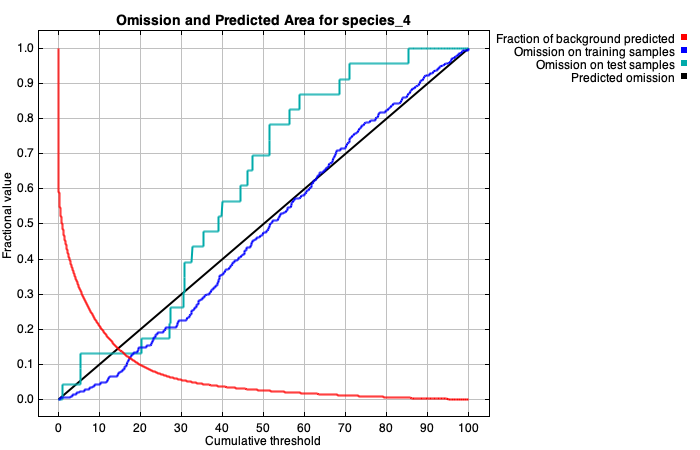 Omission and Predicted Area for species_4
Fraction of background predicted
Omission on training samples
Omission on test samples
Predicted omission
Fractional value
1.0
0.9
0.8
0.7
0.6
0.5
0.4
0.3
0.2
0.1
0.0
0 10 20 30 40 50 60 70 80 90 100
Cumulative threshold